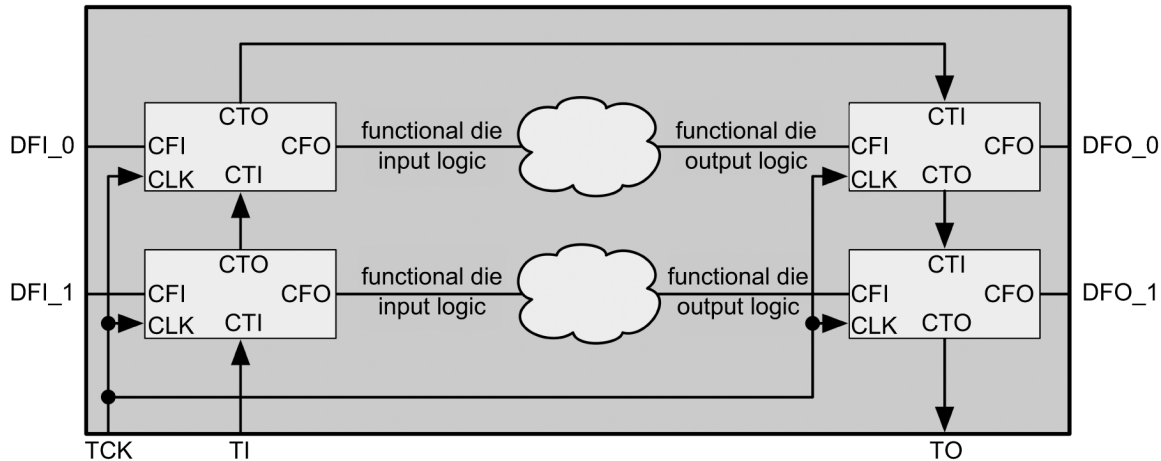 CTO
CTI
DFI_0
CFI
CFO
functional die
input logic
functional die
output logic
CFI
CFO
DFO_0
CLK
CTI
CLK
CTO
CTO
CTI
DFI_1
CFI
CFO
functional die
input logic
functional die
output logic
CFI
CFO
DFO_1
CLK
CTI
CLK
CTO
TCK
TI
TO